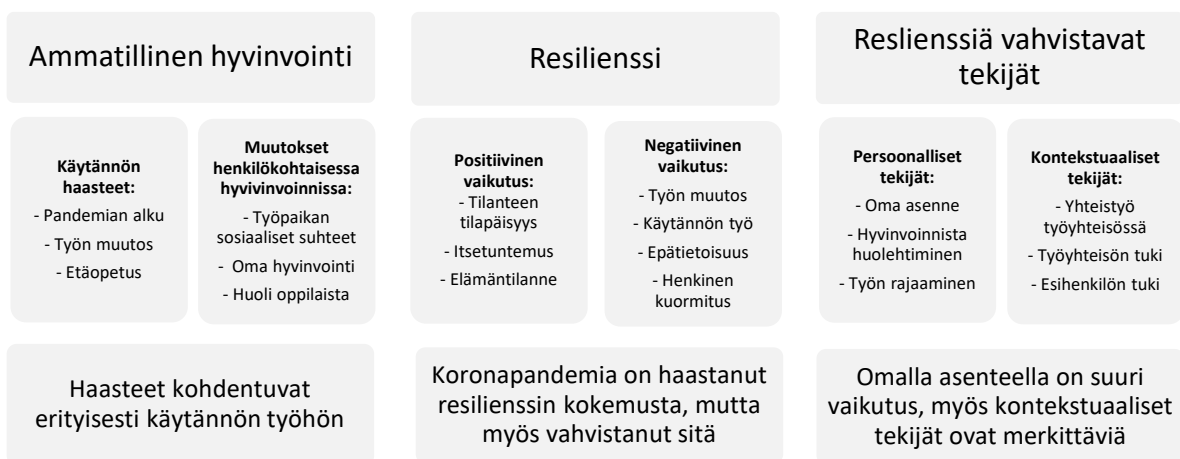 Ammatillinen hyvinvointi
Käytännön
haasteet:
- Pandemian alku
- Työn muutos
- Etäopetus
Muutokset
henkilökohtaisessa
hyvivinvoinnissa:
- Työpaikan
sosiaaliset suhteet
- Oma hyvinvointi
- Huoli oppilaista
Haasteet kohdentuvat
erityisesti käytännön työhön
Resilienssi
Positiivinen
vaikutus:
- Tilanteen
tilapäisyys
- Itsetuntemus
- Elämäntilanne
Negatiivinen
vaikutus:
- Työn muutos
- Käytännön työ
- Epätietoisuus
- Henkinen
kuormitus
Koronapandemia on haastanut
resilienssin kokemusta, mutta
myös vahvistanut sitä
Reslienssiä vahvistavat
tekijät
Persoonalliset
tekijät:
- Oma asenne
- Hyvinvoinnista
huolehtiminen
- Työn rajaaminen
Kontekstuaaliset
tekijät:
- Yhteistyö
työyhteisössä
- Työyhteisön tuki
- Esihenkilön tuki
Omalla asenteella on suuri
vaikutus, myös kontekstuaaliset
tekijät ovat merkittäviä